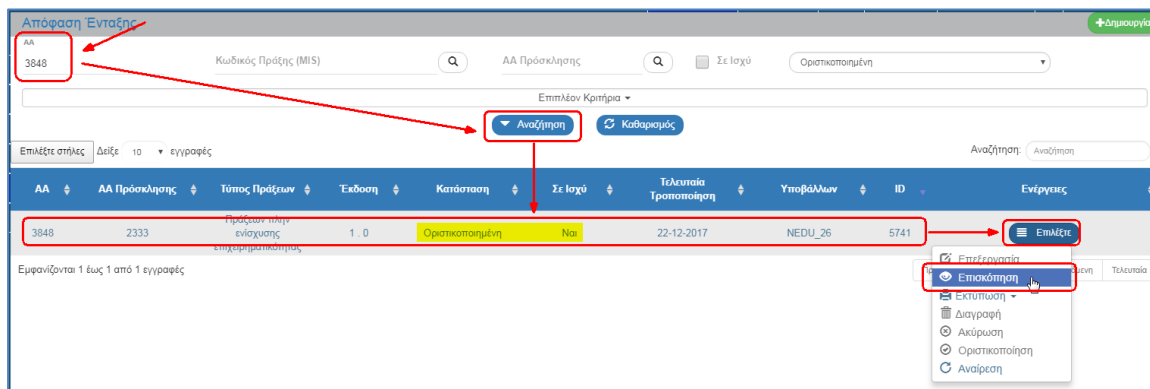 Απόφαση Ένταξης
+Δημιουργία
ΑΑ
3848
Κωδικός Πράξης (MIS)
ΑΑ Πρόσκλησης
Σε Ισχύ
Οριστικοποιημένη
Επιπλέον Κριτήρια
Αναζήτηση
Καθαρισμός
Επιλέξτε στήλες Δείξε 10 εγγραφές
Αναζήτηση: Αναζήτηση
ΑΑ ΑΑ Πρόσκλησης Τύπος Πράξεων Έκδοση Κατάσταση Σε Ισχύ Τελευταία Τροποποίηση Υποβάλλων ID Ενέργειες
3848 2333 Πράξεων πλην ενίσχυσης επιχειρηματικότητας 1 . 0 Οριστικοποιημένη Ναι 22-12-2017 NEDU_26 5741 Επιλέξτε
Εμφανίζονται 1 έως 1 από 1 εγγραφές
Τελευταία
Επεξεργασία
Επισκόπηση
Εκτύπωση
Διαγραφή
Ακύρωση
Οριστικοποίηση
Αναίρεση